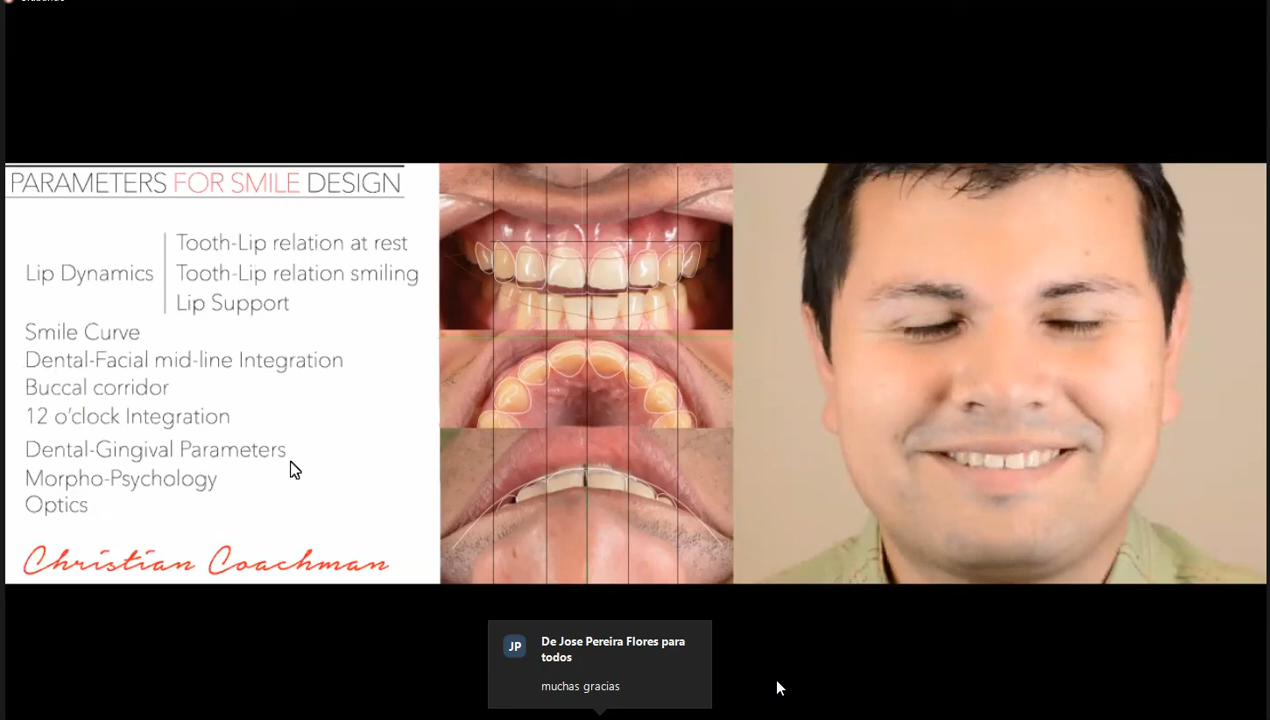 PARAMETERS FOR SMILE DESIGN
Lip Dynamics
Tooth-Lip relation at rest
Tooth-Lip relation smiling
Lip Support
Smile Curve
Dental-Facial mid-line Integration
Buccal corridor
12 o'clock Integration
Dental-Gingival Parameters
Morpho-Psychology
Optics
Christian Coachman
JP
De Jose Pereira Flores para
todos
muchas gracias